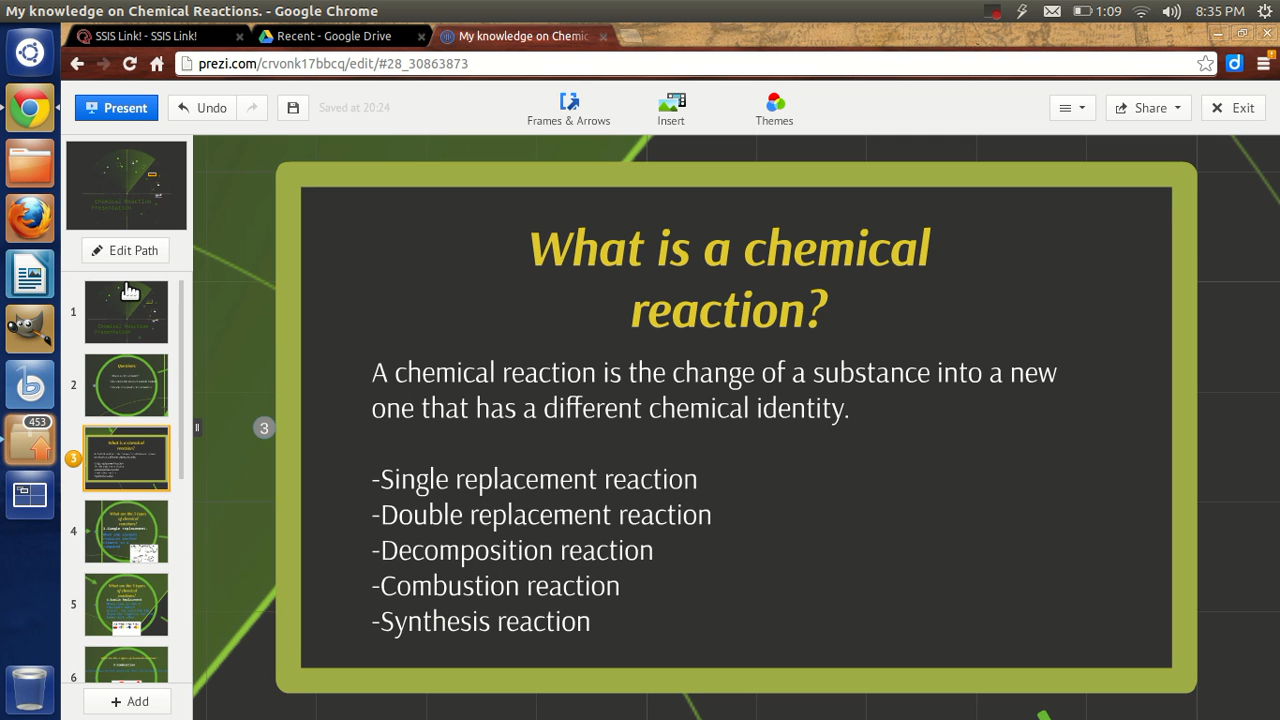 My knowledge on Chemical Reactions. - Google Chrome
1:09
8:35 PM
SSIS Link! - SSIS Link!
Recent - Google Drive
My knowledge on Chemic
prezi.com/crvonk17bbcq/edit/#28_30863873
Present
Undo
Saved at 20:24
Frames & Arrows
Insert
Themes
Share
Exit
Chemical Reaction
Presentation
Edit Path
1
2
3
4
5
6
Add
453
3
What is a chemical
reaction?
A chemical reaction is the change of a substance into a new
one that has a different chemical identity.
-Single replacement reaction
-Double replacement reaction
-Decomposition reaction
-Combustion reaction
-Synthesis reaction